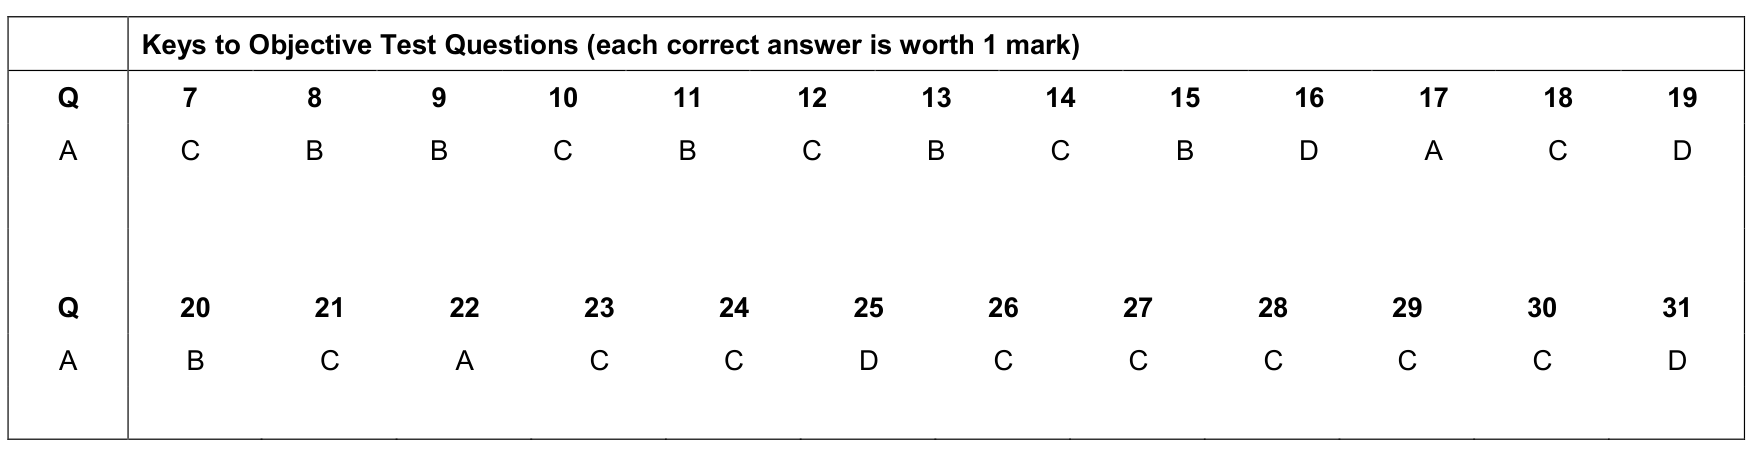 Keys to Objective Test Questions (each correct answer is worth 1 mark)
Q 7 8 9 10 11 12 13 14 15 16 17 18 19
A C B B C B C B C B D A C D
Q 20 21 22 23 24 25 26 27 28 29 30 31
A B C A C C D C C C C C D